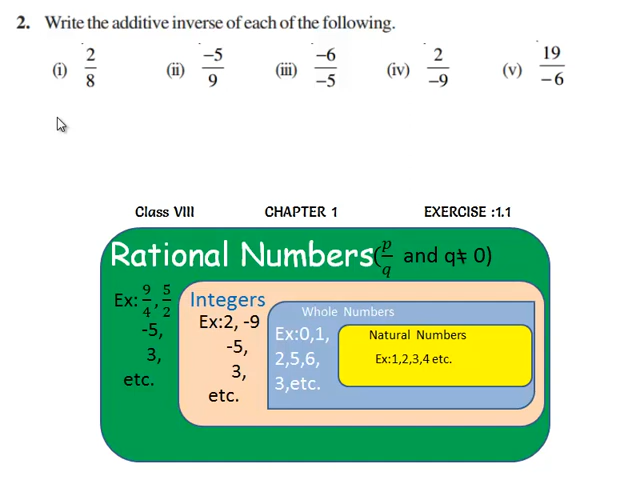 2. Write the additive inverse of each of the following.
(i) 2/8 (ii) -5/9 (iii) -6/-5 (iv) 2/-9 (v) 19/-6
Class VIII CHAPTER 1 EXERCISE :1.1
Rational Numbers(p/q and q≠ 0)
Ex: 9/4, 5/2
-5,
3,
etc.
Integers
Ex:2, -9
-5,
3,
etc.
Whole Numbers
Ex:0,1,
2,5,6,
3,etc.
Natural Numbers
Ex:1,2,3,4 etc.